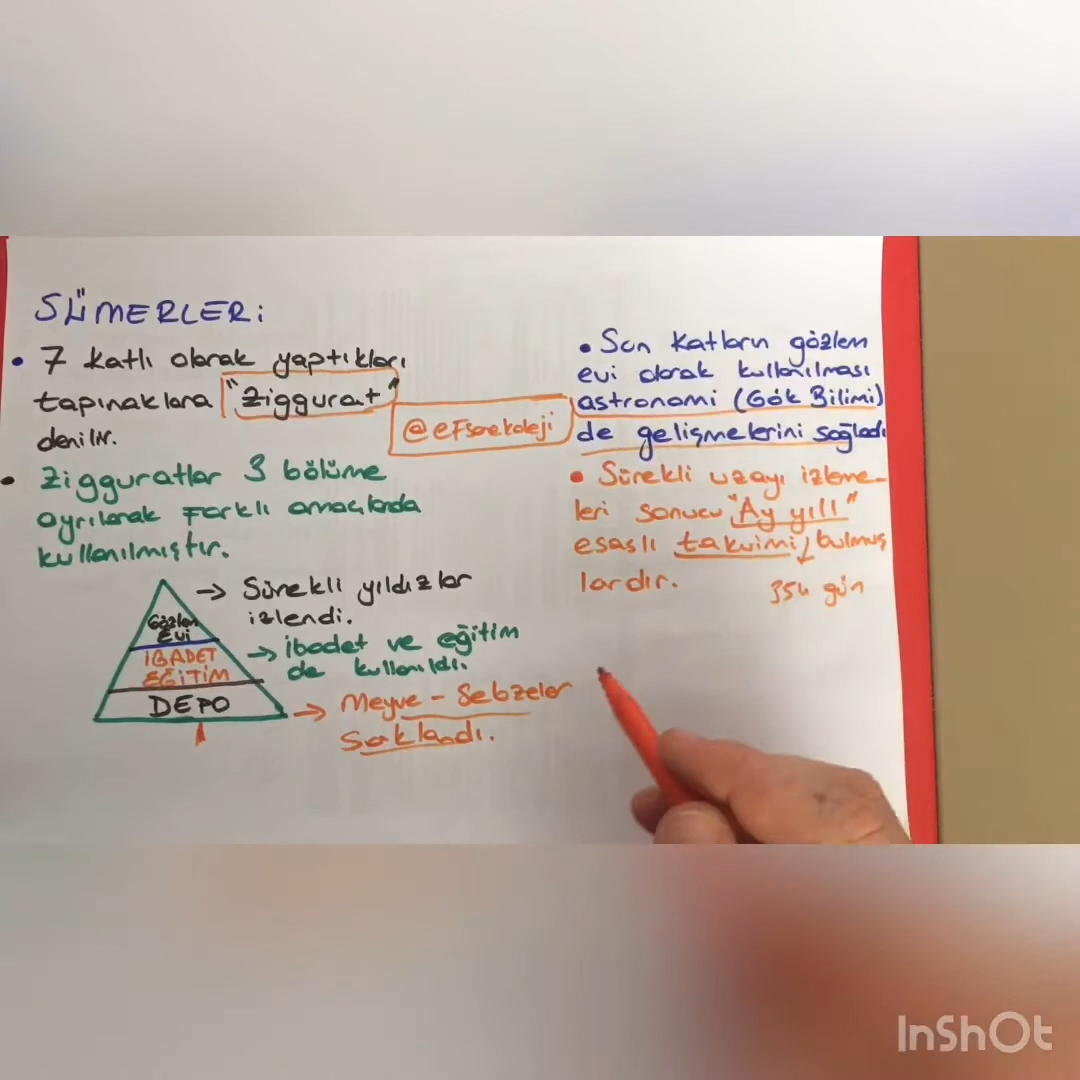 SÜMERLER:
• 7 katlı olarak yaptıkları
tapınaklara "Ziggurat"
denilir.
@efsanekoleji
• Zigguratlar 3 bölüme
ayrılarak farklı amaçlarda
kullanılmıştır.
Gözlem
Evi
→ Sürekli yıldızlar
izlendi.
İBADET
EĞİTİM
→ İbadet ve eğitim
de kullanıldı.
DEPO
→ Meyve - Sebzeler
Saklandı.
• Son katların gözlem
evi olarak kullanılması
astronomi (Gök Bilimi)
de gelişmelerini sağladı
• Sürekli uzayı izleme-
leri sonucu "Ay yılı"
esaslı takvimi bulmuş
lardır.
354 gün
InShOt